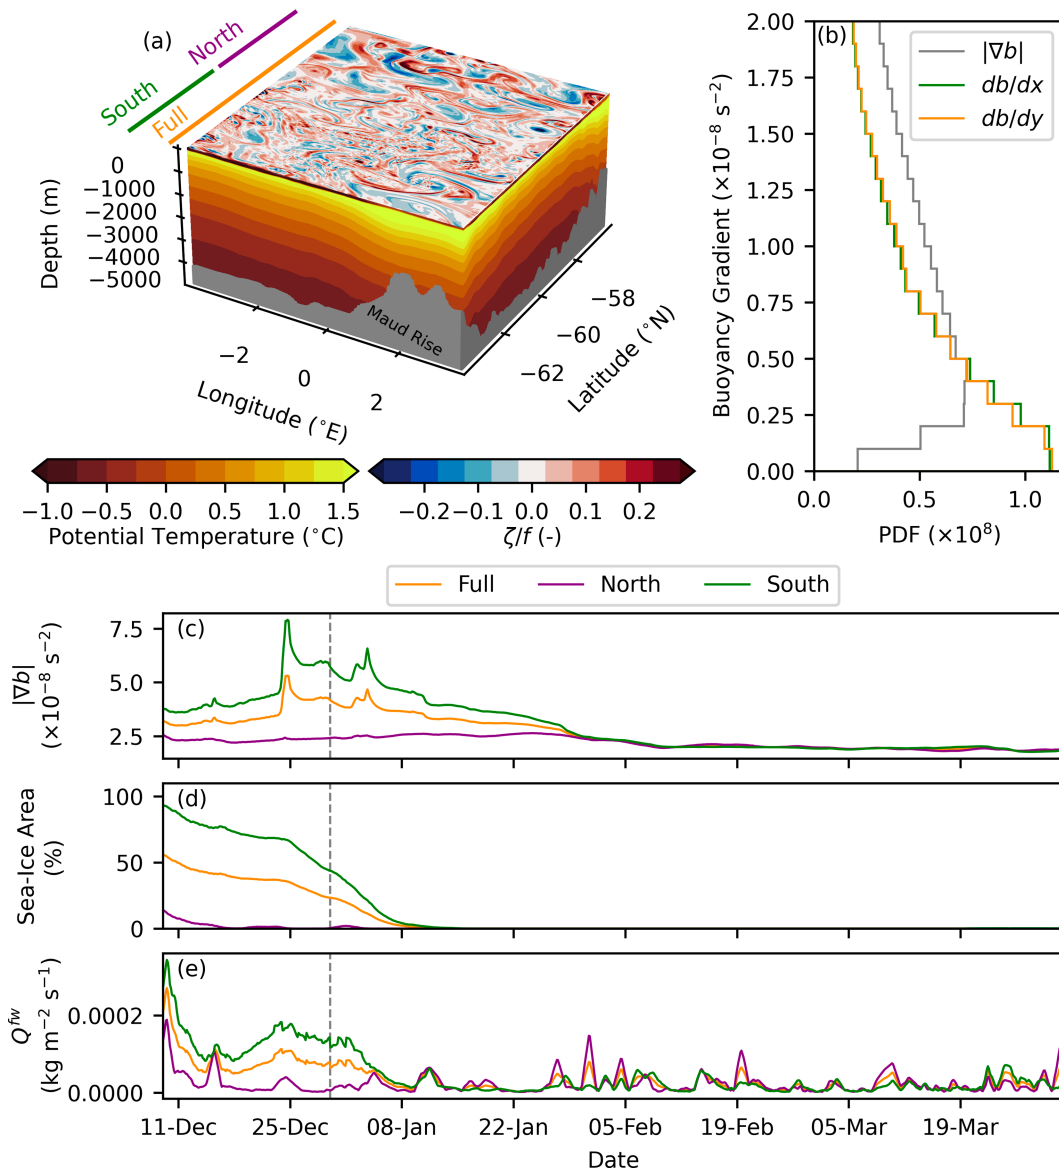 (a)
North
South
Full
Depth (m)
0
−1000
−2000
−3000
−4000
−5000
Maud Rise
−2
0
2
Longitude (°E)
−58
−60
−62
Latitude (°N)
−1.0 −0.5 0.0 0.5 1.0 1.5
Potential Temperature (°C)
−0.2 −0.1 0.0 0.1 0.2
ζ/f (-)
(b)
|∇b|
db/dx
db/dy
Buoyancy Gradient (×10⁻⁸ s⁻²)
2.00
1.75
1.50
1.25
1.00
0.75
0.50
0.25
0.00
0.0 0.5 1.0
PDF (×10⁸)
Full North South
(c)
|∇b|
(×10⁻⁸ s⁻²)
7.5
5.0
2.5
(d)
Sea-Ice Area
(%)
100
50
0
(e)
Q^fw
(kg m⁻² s⁻¹)
0.0002
0.0000
11-Dec 25-Dec 08-Jan 22-Jan 05-Feb 19-Feb 05-Mar 19-Mar
Date